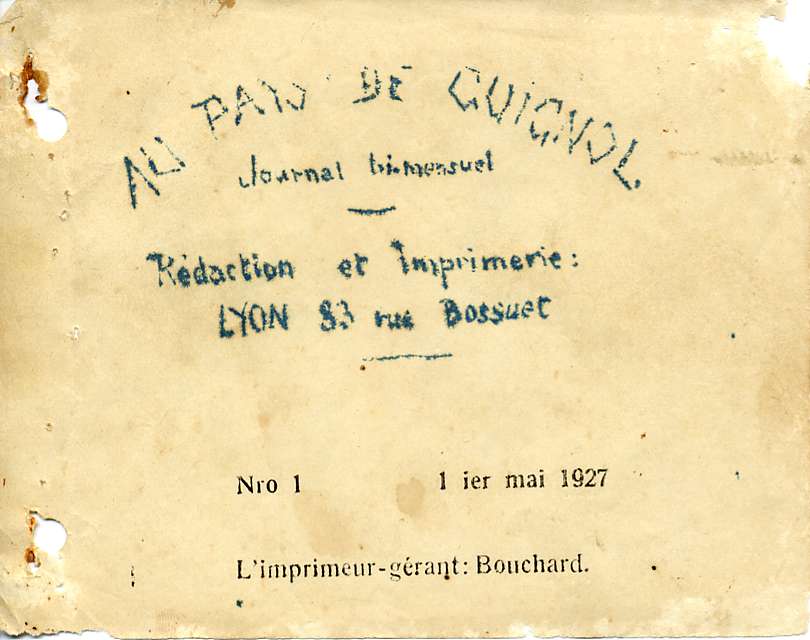 AU PAYS DE GUIGNOL
Journal bi-mensuel
Rédaction et Imprimerie:
LYON 83 rue Bossuet
Nro 1 1 ier mai 1927
L'imprimeur-gérant: Bouchard.